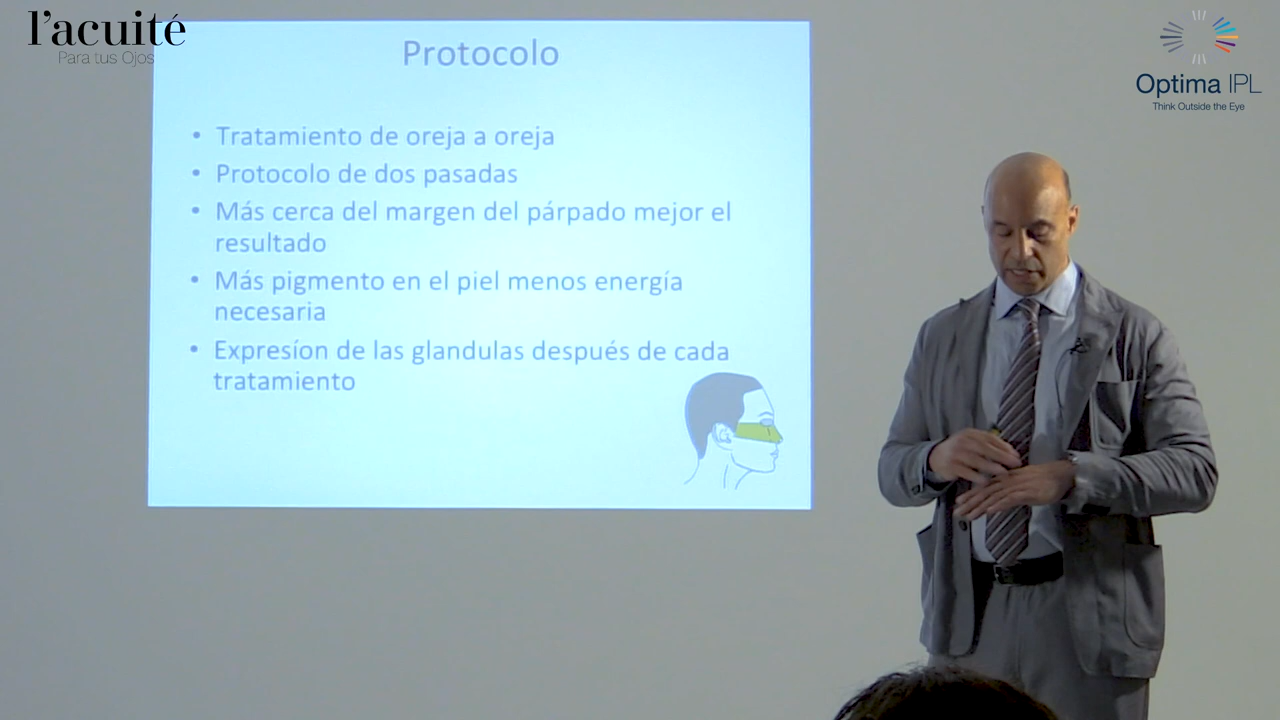 l'acuité
Para tus Ojos
Optima IPL
Think Outside the Eye
Protocolo
• Tratamiento de oreja a oreja
• Protocolo de dos pasadas
• Más cerca del margen del párpado mejor el
resultado
• Más pigmento en el piel menos energía
necesaria
• Expresíon de las glandulas después de cada
tratamiento